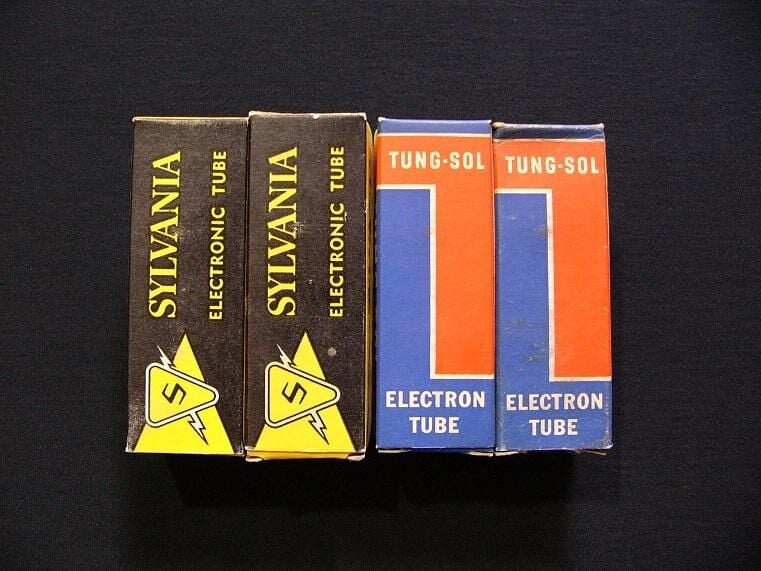 SYLVANIA
ELECTRONIC TUBE
S
SYLVANIA
ELECTRONIC TUBE
S
TUNG-SOL
ELECTRON
TUBE
TUNG-SOL
ELECTRON
TUBE